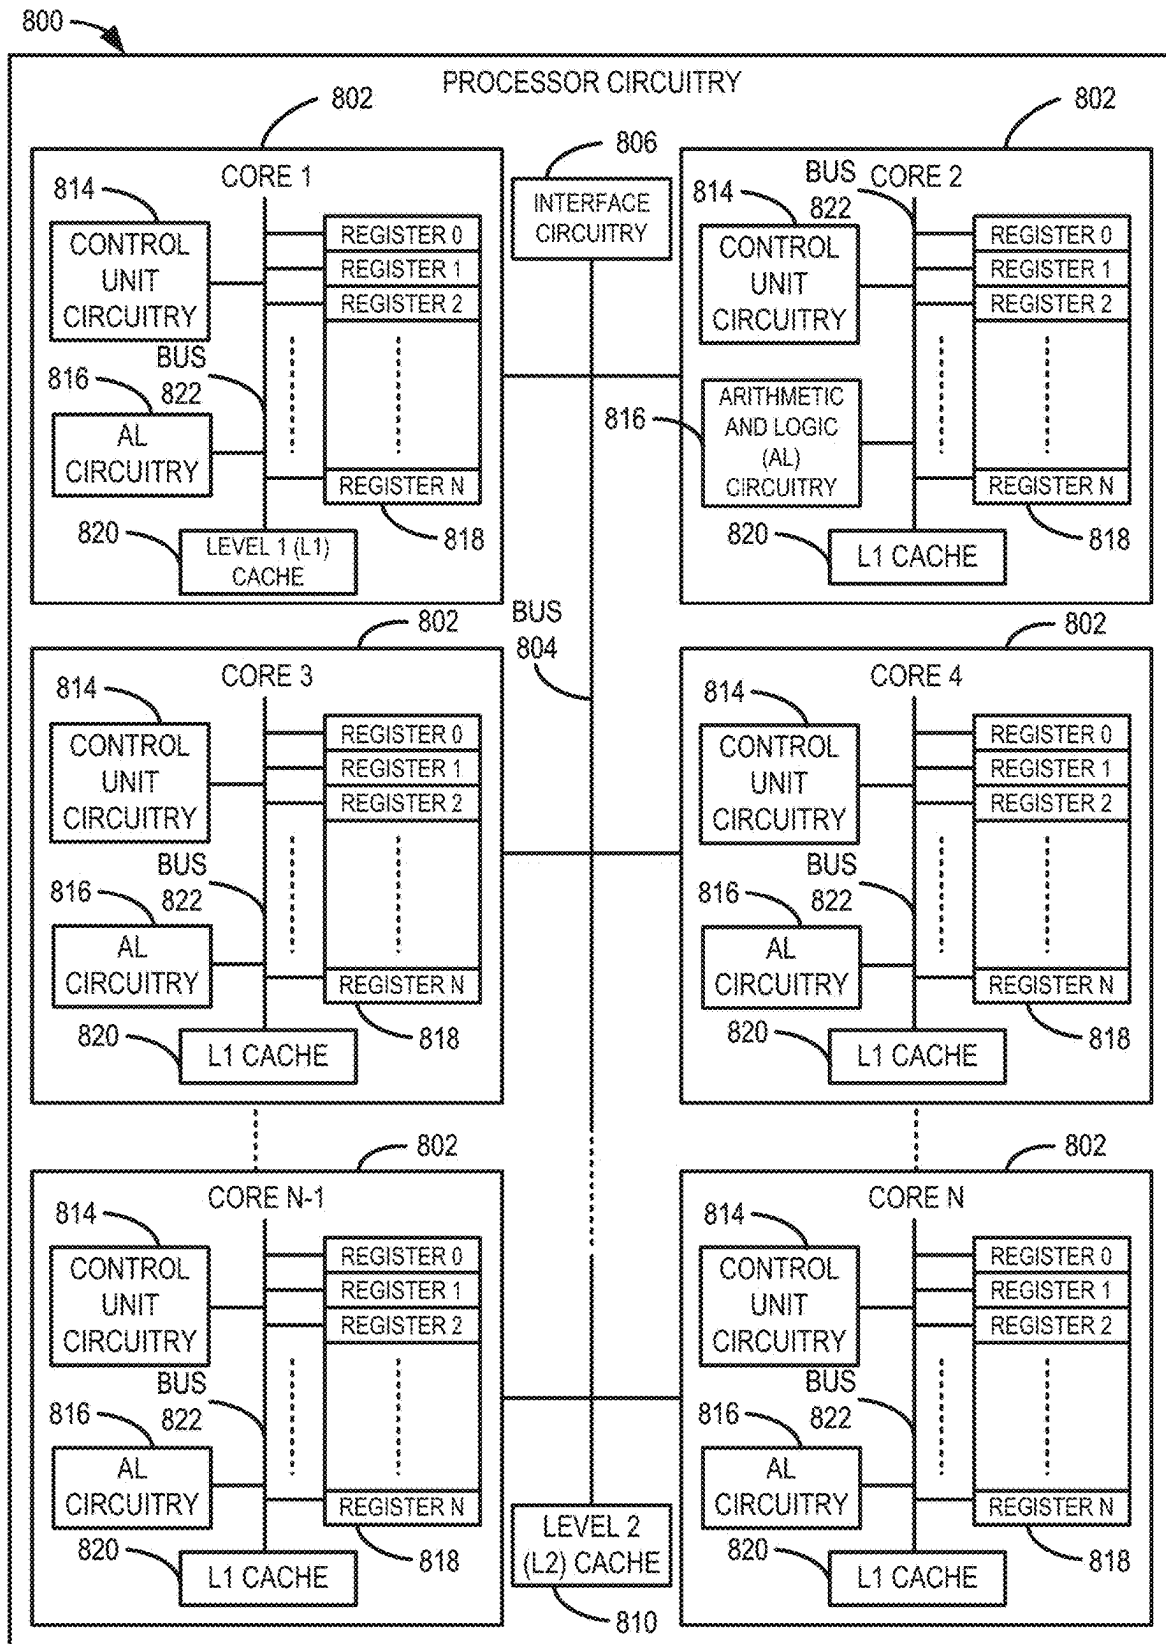 800
PROCESSOR CIRCUITRY
802
CORE 1
814
CONTROL
UNIT
CIRCUITRY
REGISTER 0
REGISTER 1
REGISTER 2
BUS
822
816
AL
CIRCUITRY
REGISTER N
818
820
LEVEL 1 (L1)
CACHE
806
INTERFACE
CIRCUITRY
802
BUS
822
CORE 2
814
CONTROL
UNIT
CIRCUITRY
REGISTER 0
REGISTER 1
REGISTER 2
816
ARITHMETIC
AND LOGIC
(AL)
CIRCUITRY
REGISTER N
818
820
L1 CACHE
BUS
804
802
CORE 3
814
CONTROL
UNIT
CIRCUITRY
REGISTER 0
REGISTER 1
REGISTER 2
BUS
822
816
AL
CIRCUITRY
REGISTER N
818
820
L1 CACHE
802
CORE 4
814
CONTROL
UNIT
CIRCUITRY
REGISTER 0
REGISTER 1
REGISTER 2
BUS
822
816
AL
CIRCUITRY
REGISTER N
818
820
L1 CACHE
802
CORE N-1
814
CONTROL
UNIT
CIRCUITRY
REGISTER 0
REGISTER 1
REGISTER 2
BUS
822
816
AL
CIRCUITRY
REGISTER N
818
820
L1 CACHE
LEVEL 2
(L2) CACHE
810
802
CORE N
814
CONTROL
UNIT
CIRCUITRY
REGISTER 0
REGISTER 1
REGISTER 2
BUS
822
816
AL
CIRCUITRY
REGISTER N
818
820
L1 CACHE